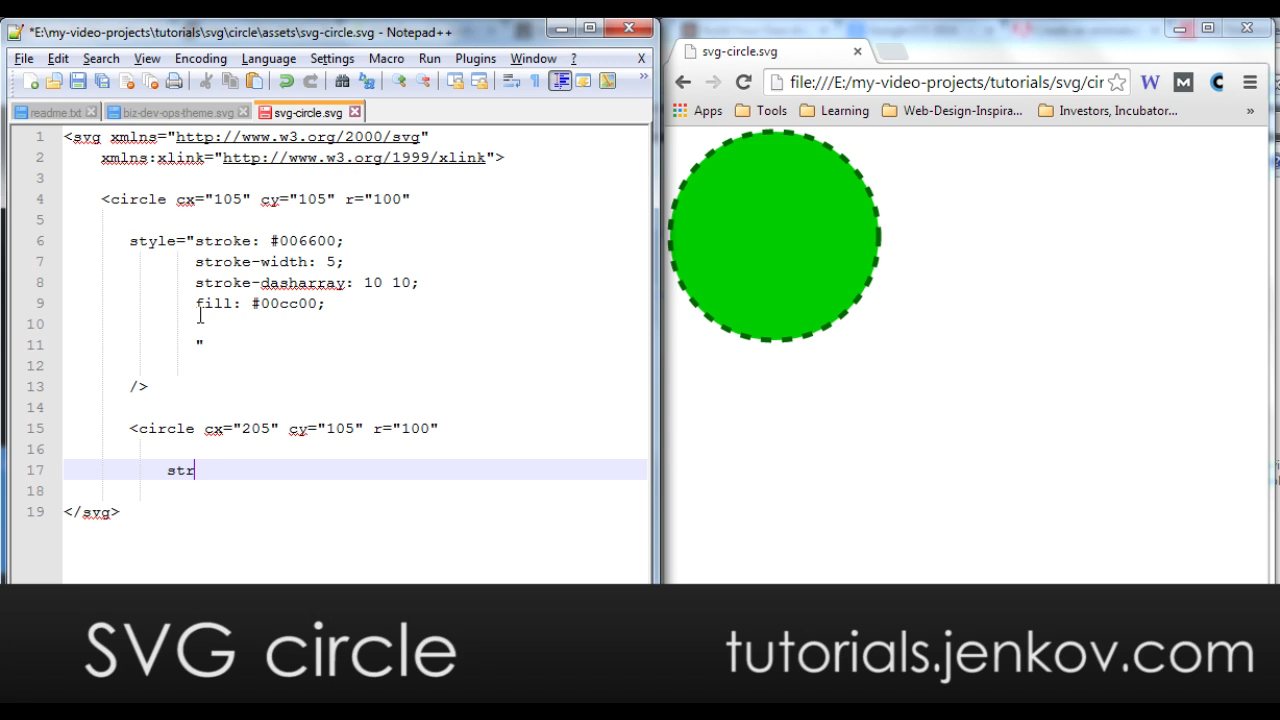 *E:\my-video-projects\tutorials\svg\circle\assets\svg-circle.svg - Notepad++
File Edit Search View Encoding Language Settings Macro Run Plugins Window ? X
»
readme.txt biz-dev-ops-theme.svg svg-circle.svg
1 <svg xmlns="http://www.w3.org/2000/svg"
2 xmlns:xlink="http://www.w3.org/1999/xlink">
3
4 <circle cx="105" cy="105" r="100"
5
6 style="stroke: #006600;
7 stroke-width: 5;
8 stroke-dasharray: 10 10;
9 fill: #00cc00;
10
11 "
12
13 />
14
15 <circle cx="205" cy="105" r="100"
16
17 str
18
19 </svg>
svg-circle.svg
file:///E:/my-video-projects/tutorials/svg/cir W M C
Apps Tools Learning Web-Design-Inspira... Investors, Incubator... »
SVG circle
tutorials.jenkov.com